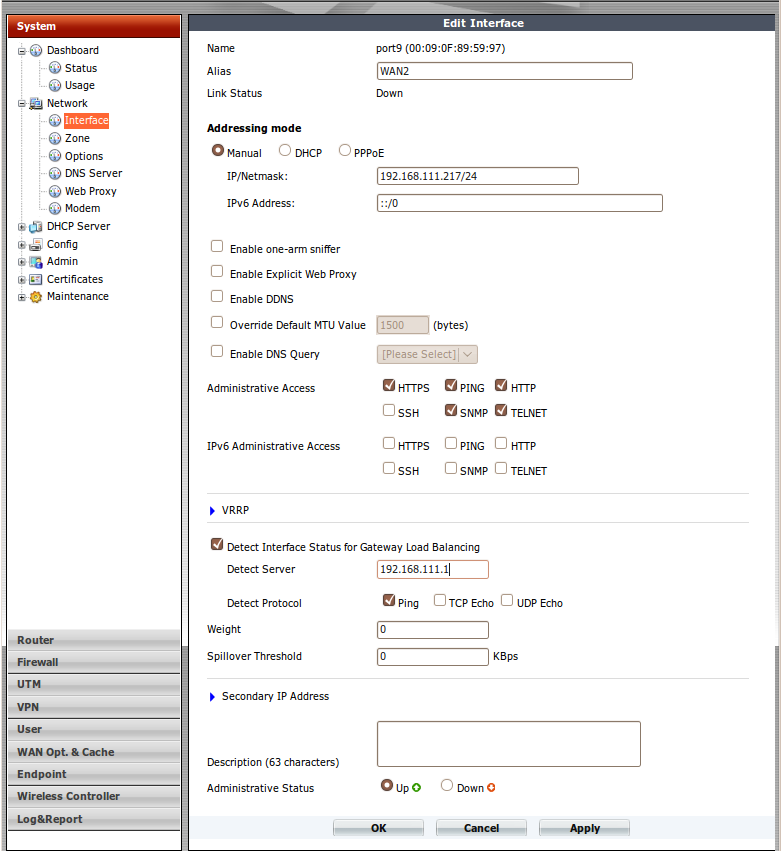 System
Dashboard
Status
Usage
Network
Interface
Zone
Options
DNS Server
Web Proxy
Modem
DHCP Server
Config
Admin
Certificates
Maintenance
Router
Firewall
UTM
VPN
User
WAN Opt. & Cache
Endpoint
Wireless Controller
Log&Report
Edit Interface
Name port9 (00:09:0F:89:59:97)
Alias WAN2
Link Status Down
Addressing mode
Manual DHCP PPPoE
IP/Netmask: 192.168.111.217/24
IPv6 Address: ::/0
Enable one-arm sniffer
Enable Explicit Web Proxy
Enable DDNS
Override Default MTU Value 1500 (bytes)
Enable DNS Query [Please Select]
Administrative Access HTTPS PING HTTP
SSH SNMP TELNET
IPv6 Administrative Access HTTPS PING HTTP
SSH SNMP TELNET
VRRP
Detect Interface Status for Gateway Load Balancing
Detect Server 192.168.111.1
Detect Protocol Ping TCP Echo UDP Echo
Weight 0
Spillover Threshold 0 KBps
Secondary IP Address
Description (63 characters)
Administrative Status Up Down
OK Cancel Apply